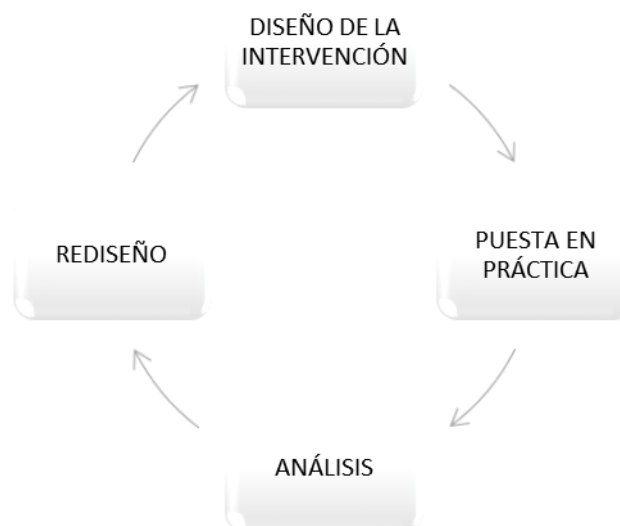 DISEÑO DE LA
INTERVENCIÓN
PUESTA EN
PRÁCTICA
ANÁLISIS
REDISEÑO